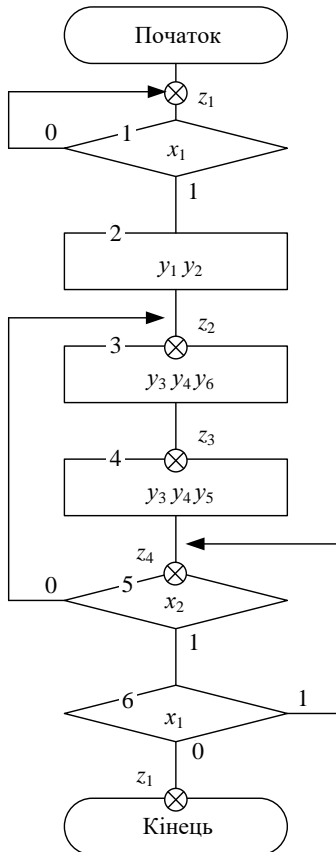 Початок
z1
0 1
x1
1
2
y1 y2
z2
3
y3 y4 y6
z3
4
y3 y4 y5
z4
0 5
x2
1
6 1
x1
0
z1
Кінець